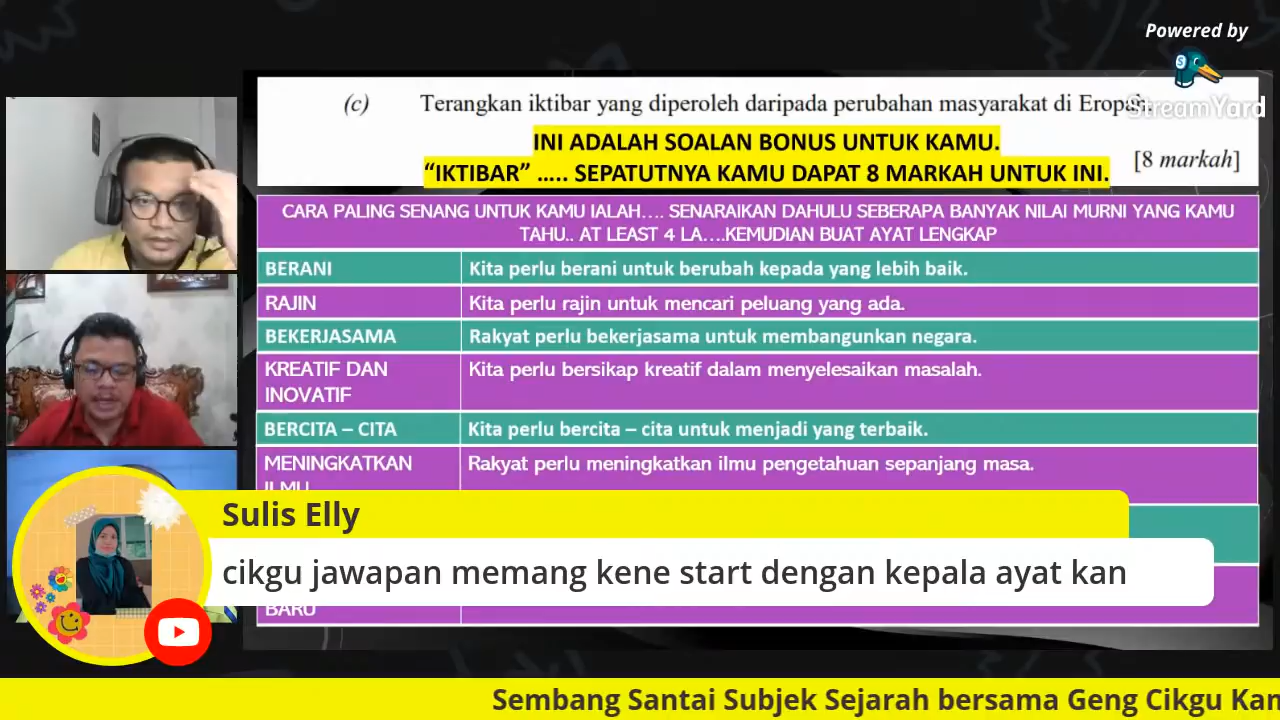 Powered by
StreamYard
(c) Terangkan iktibar yang diperoleh daripada perubahan masyarakat di Eropah.
INI ADALAH SOALAN BONUS UNTUK KAMU.
“IKTIBAR” ….. SEPATUTNYA KAMU DAPAT 8 MARKAH UNTUK INI.
[8 markah]
CARA PALING SENANG UNTUK KAMU IALAH…. SENARAIKAN DAHULU SEBERAPA BANYAK NILAI MURNI YANG KAMU
TAHU.. AT LEAST 4 LA….KEMUDIAN BUAT AYAT LENGKAP
BERANI Kita perlu berani untuk berubah kepada yang lebih baik.
RAJIN Kita perlu rajin untuk mencari peluang yang ada.
BEKERJASAMA Rakyat perlu bekerjasama untuk membangunkan negara.
KREATIF DAN Kita perlu bersikap kreatif dalam menyelesaikan masalah.
INOVATIF
BERCITA – CITA Kita perlu bercita – cita untuk menjadi yang terbaik.
MENINGKATKAN Rakyat perlu meningkatkan ilmu pengetahuan sepanjang masa.
ILMU
Sulis Elly
cikgu jawapan memang kene start dengan kepala ayat kan
BARU
Sembang Santai Subjek Sejarah bersama Geng Cikgu Kan